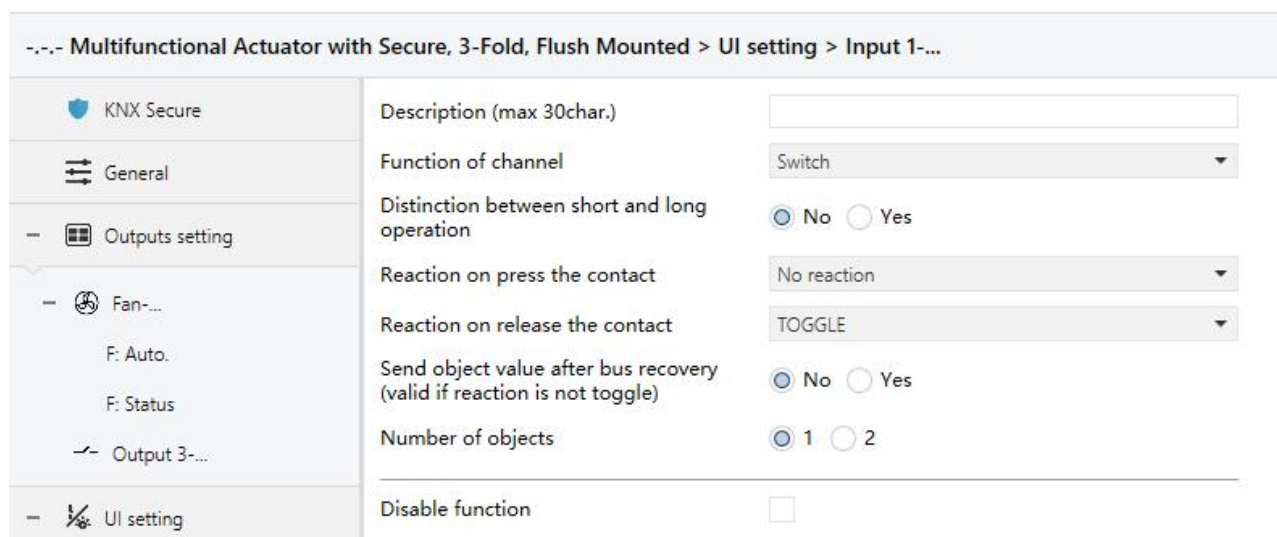 -.-.- Multifunctional Actuator with Secure, 3-Fold, Flush Mounted > UI setting > Input 1-...
KNX Secure
General
Outputs setting
Fan-...
F: Auto.
F: Status
Output 3-...
UI setting
Description (max 30char.)
Function of channel
Switch
Distinction between short and long
operation
No
Yes
Reaction on press the contact
No reaction
Reaction on release the contact
TOGGLE
Send object value after bus recovery
(valid if reaction is not toggle)
No
Yes
Number of objects
1
2
Disable function